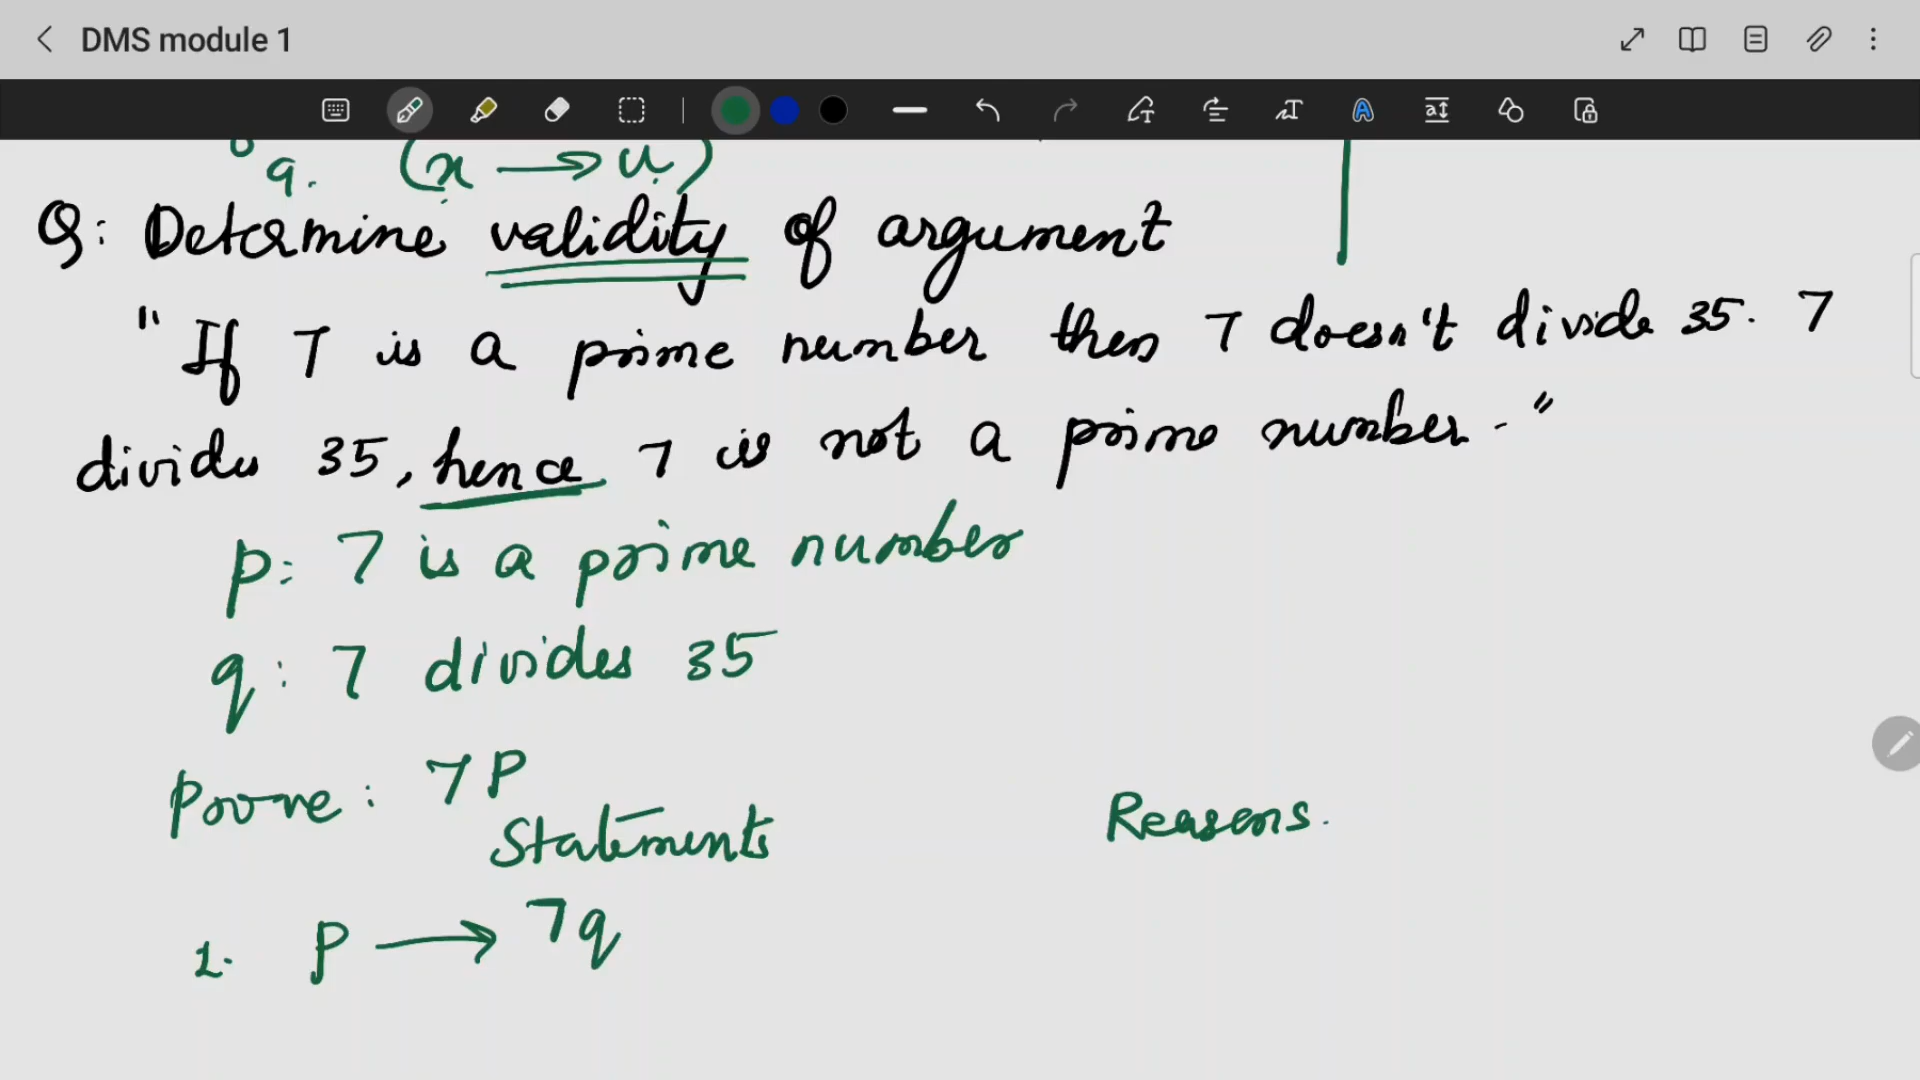 DMS module 1
q. (x → u)
Q: Determine validity of argument
" If 7 is a prime number then 7 doesn't divide 35. 7
divides 35, hence 7 is not a prime number. "
p: 7 is a prime number
q: 7 divides 35
Prove: ¬P
Statements Reasons.
1. P → ¬q